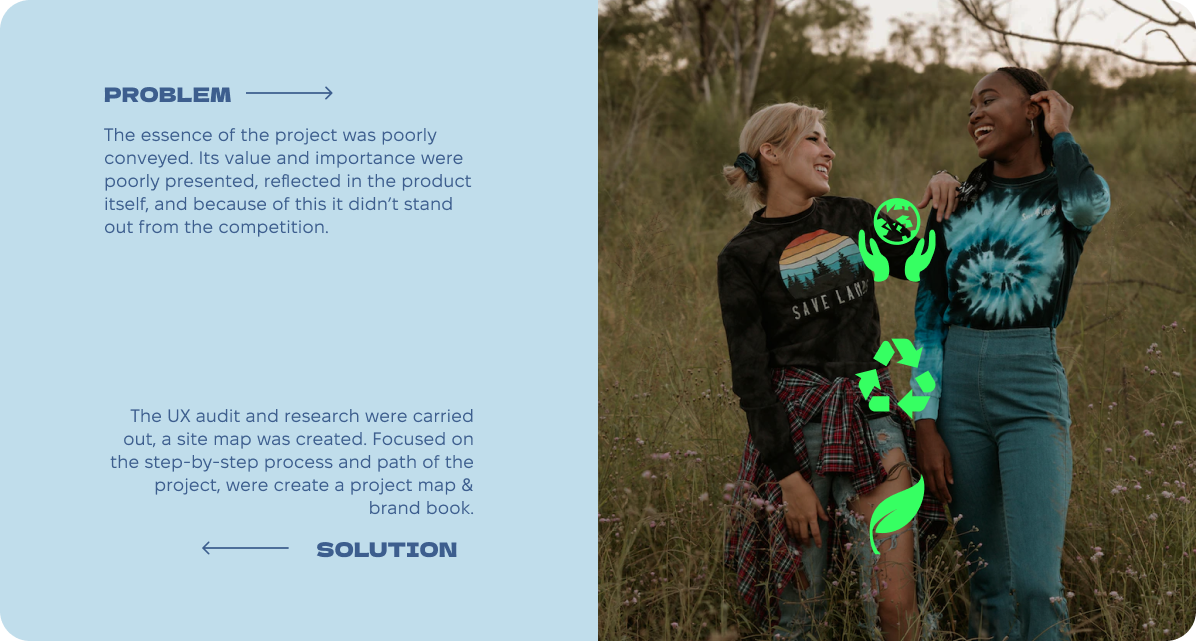 PROBLEM
The essence of the project was poorly
conveyed. Its value and importance were
poorly presented, reflected in the product
itself, and because of this it didn't stand
out from the competition.
The UX audit and research were carried
out, a site map was created. Focused on
the step-by-step process and path of the
project, were create a project map &
brand book.
SOLUTION
SAVE